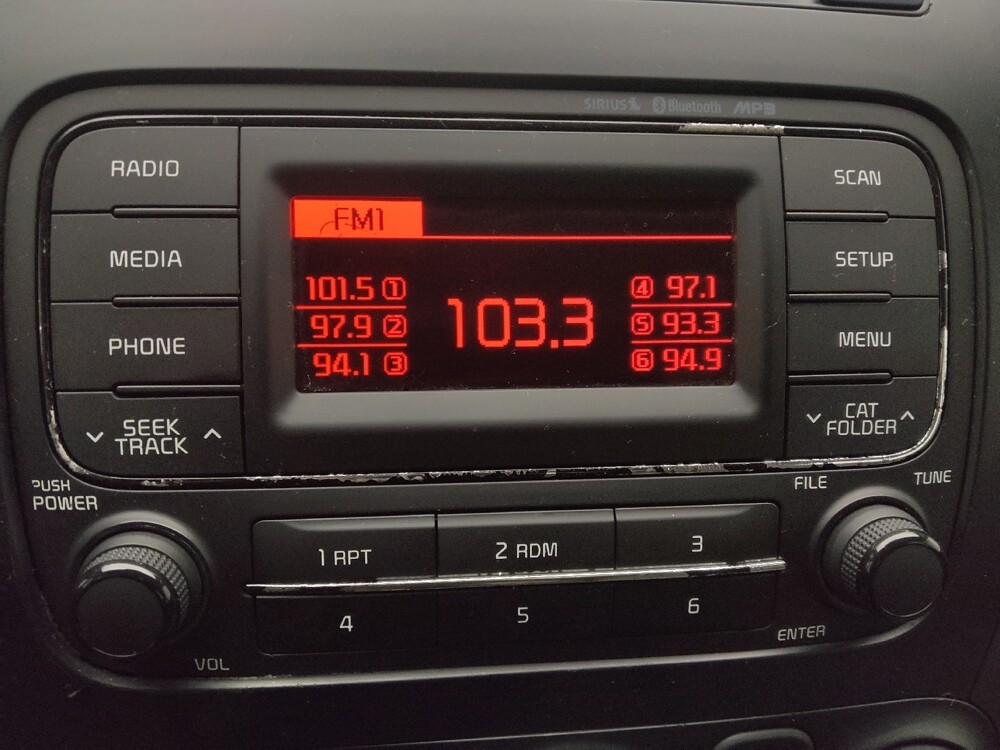 SIRIUS Bluetooth MP3
RADIO
MEDIA
PHONE
SEEK
TRACK
FM1
101.5 1
97.9 2
94.1 3
103.3
4 97.1
5 93.3
6 94.9
SCAN
SETUP
MENU
CAT
FOLDER
PUSH
POWER
VOL
1 RPT
2 RDM
3
4
5
6
FILE
TUNE
ENTER